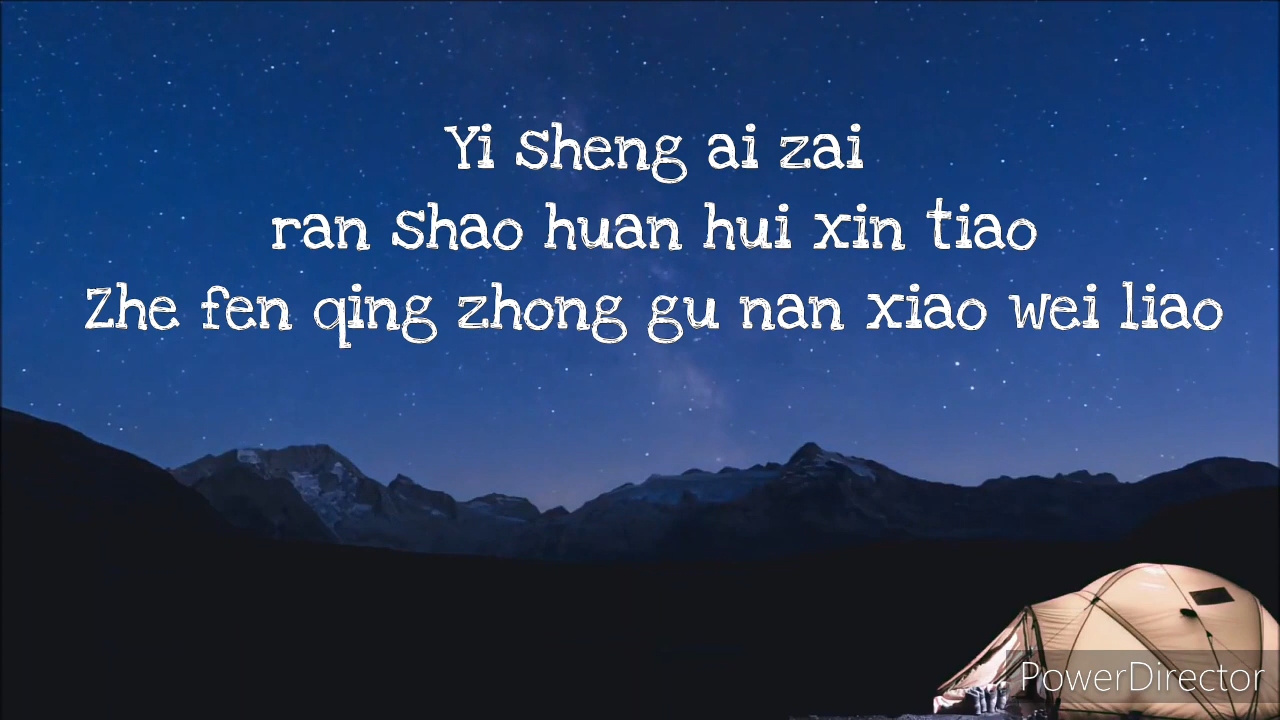 Yi sheng ai zai
ran shao huan hui xin tiao
Zhe fen qing zhong gu nan xiao wei liao
PowerDirector